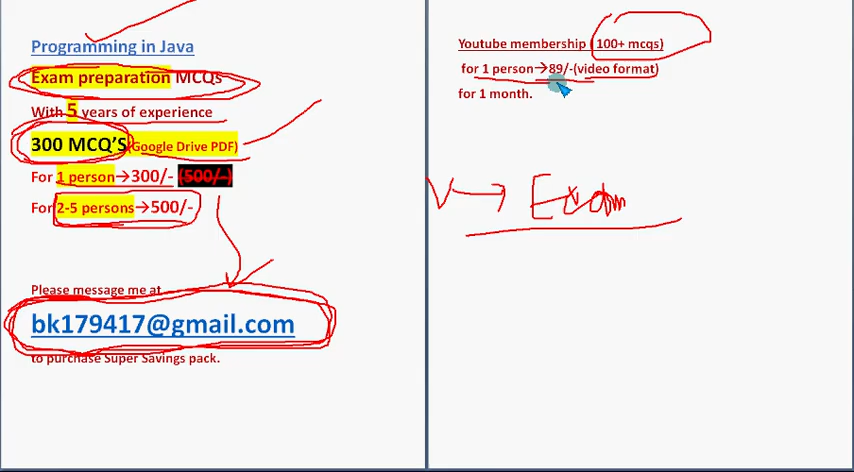 Programming in Java
Exam preparation MCQs
With 5 years of experience
300 MCQ'S(Google Drive PDF)
For 1 person→300/- (500/-)
For 2-5 persons→500/-
Please message me at
bk179417@gmail.com
to purchase Super Savings pack.
Youtube membership (100+ mcqs)
for 1 person→89/-(video format)
for 1 month.
V → Exam